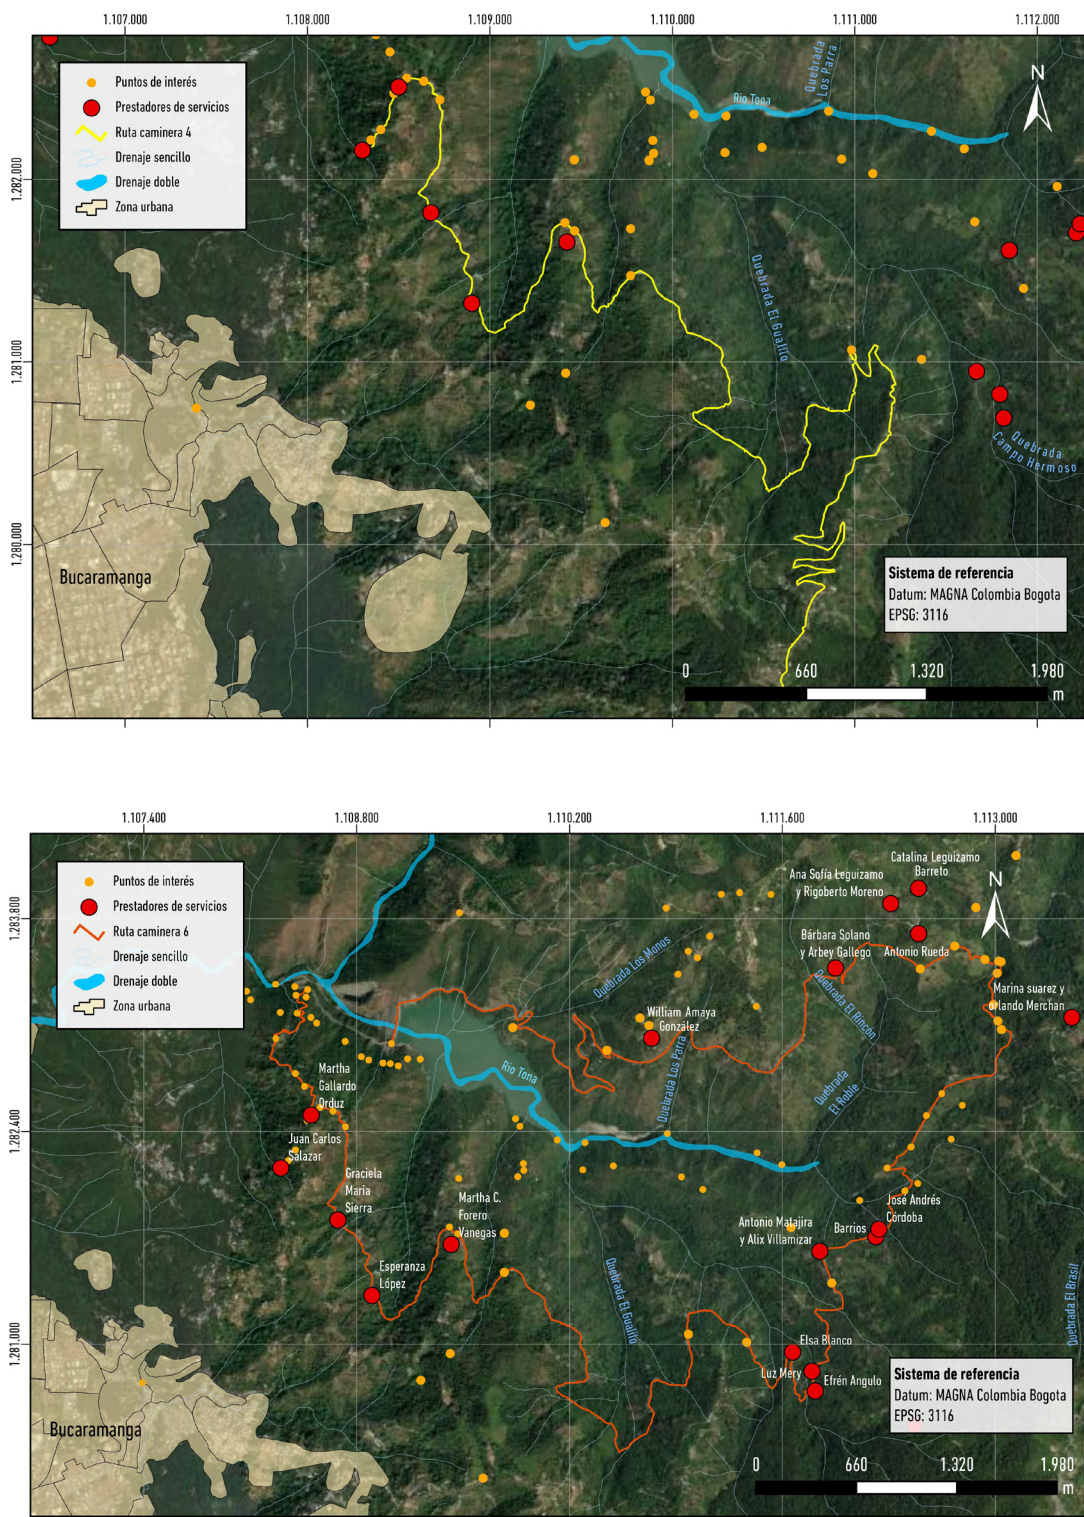 1.107.000
1.108.000
1.109.000
1.110.000
1.111.000
1.112.000
Puntos de interés
Prestadores de servicios
Ruta caminera 4
Drenaje sencillo
Drenaje doble
Zona urbana
Quebrada
Los Parra
Rio Tona
N
1.282.000
1.281.000
1.280.000
Quebrada El Gualilo
Quebrada
Campo Hermoso
Bucaramanga
Sistema de referencia
Datum: MAGNA Colombia Bogota
EPSG: 3116
0
660
1.320
1.980
m
1.107.400
1.108.800
1.110.200
1.111.600
1.113.000
Puntos de interés
Prestadores de servicios
Ruta caminera 6
Drenaje sencillo
Drenaje doble
Zona urbana
Catalina Leguizamo
Barreto
Ana Sofía Leguizamo
y Rigoberto Moreno
N
1.283.800
1.282.400
1.281.000
Bárbara Solano
y Arbey Gallego
Antonio Rueda
Quebrada Los Monos
Quebrada El Rincon
Marina suarez y
orlando Merchan
William Amaya
González
Quebrada Los Parra
Rio Tona
Quebrada
El Roble
Martha
Gallardo
Orduz
Juan Carlos
Salazar
Graciela
Maria
Sierra
Martha C.
Forero
Vanegas
Esperanza
López
José Andrés
Córdoba
Barrios
Antonio Matajira
y Alix Villamizar
Quebrada El Gualilo
Quebrada El Brasil
Elsa Blanco
Luz Mery
Efrén Angulo
Bucaramanga
Sistema de referencia
Datum: MAGNA Colombia Bogota
EPSG: 3116
0
660
1.320
1.980
m